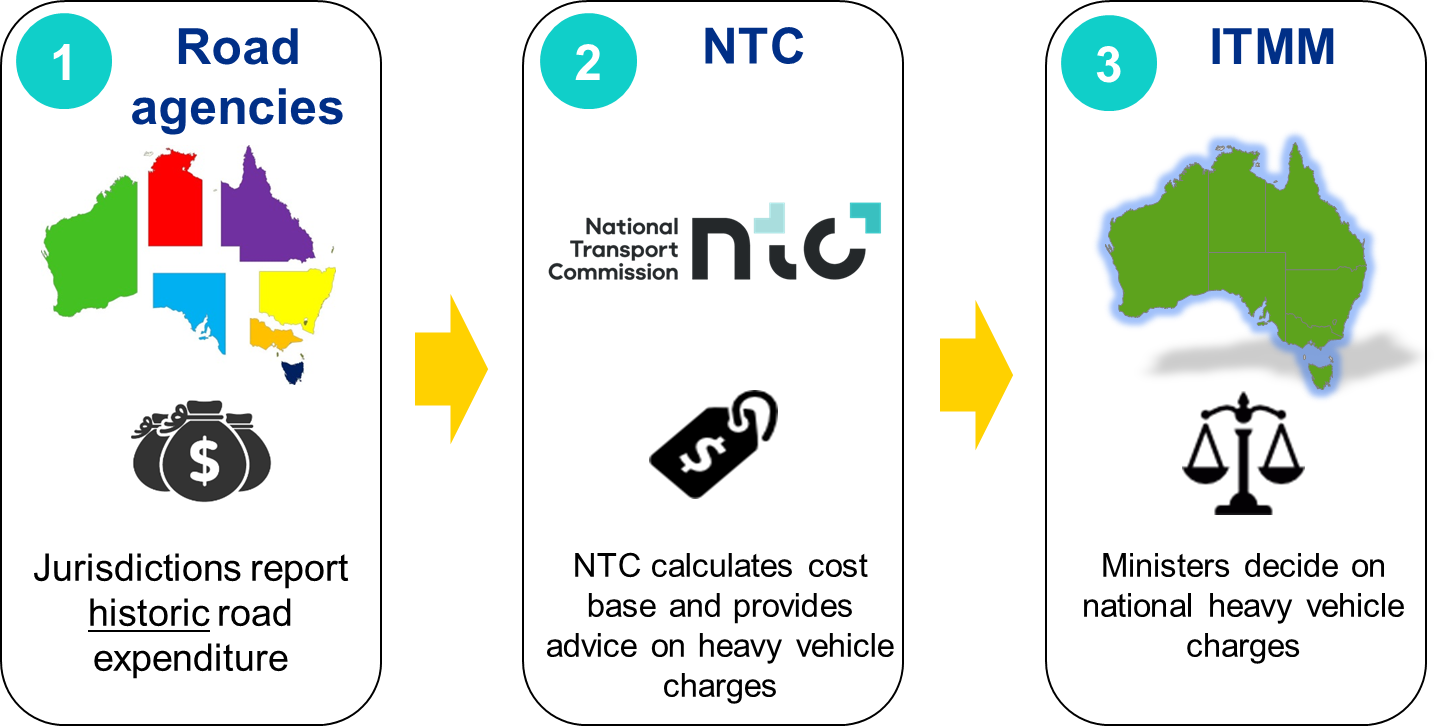 1
Road
agencies
$
Jurisdictions report
historic road
expenditure
2
NTC
National
Transport
Commission
ntc
$
NTC calculates cost
base and provides
advice on heavy vehicle
charges
3
ITMM
Ministers decide on
national heavy vehicle
charges